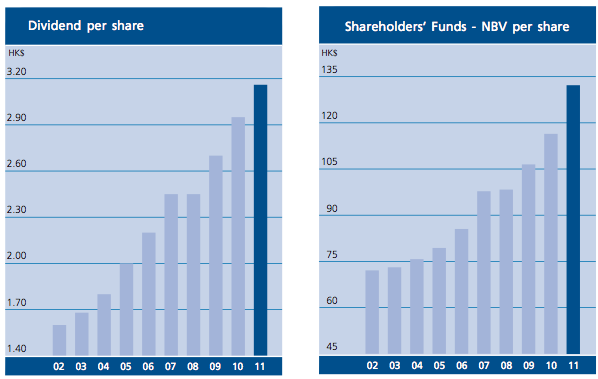 Dividend per share
HK$
3.20
2.90
2.60
2.30
2.00
1.70
1.40
02 03 04 05 06 07 08 09 10 11
Shareholders' Funds - NBV per share
HK$
135
120
105
90
75
60
45
02 03 04 05 06 07 08 09 10 11